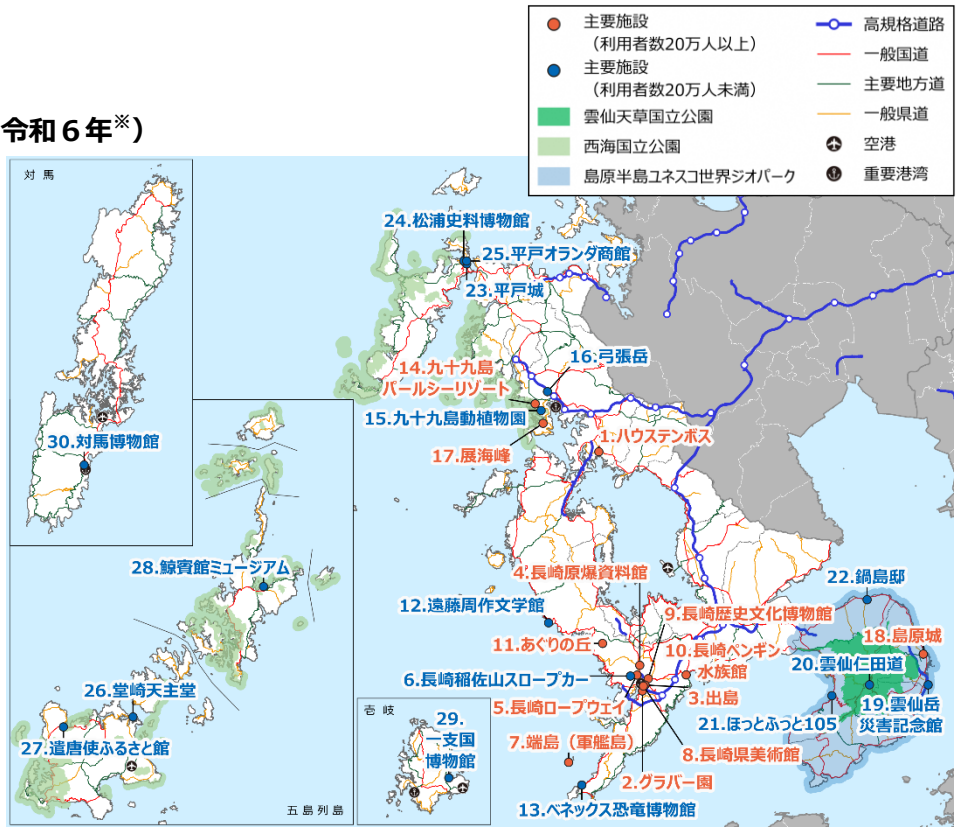 主要施設
（利用者数20万人以上）
主要施設
（利用者数20万人未満）
雲仙天草国立公園
西海国立公園
島原半島ユネスコ世界ジオパーク
高規格道路
一般国道
主要地方道
一般県道
空港
重要港湾
令和６年※）
対馬
24.松浦史料博物館
25.平戸オランダ商館
23.平戸城
16.弓張岳
14.九十九島
パールシーリゾート
15.九十九島動植物園
17.展海峰
1.ハウステンボス
30.対馬博物館
28.鯨賓館ミュージアム
4.長崎原爆資料館
12.遠藤周作文学館
9.長崎歴史文化博物館
22.鍋島邸
11.あぐりの丘
10.長崎ペンギン
水族館
18.島原城
20.雲仙仁田道
6.長崎稲佐山スロープカー
3.出島
19.雲仙岳
災害記念館
26.堂崎天主堂
5.長崎ロープウェイ
21.ほっとふっと105
壱岐
29.
一支国
博物館
27.遣唐使ふるさと館
7.端島（軍艦島）
8.長崎県美術館
2.グラバー園
五島列島
13.ベネックス恐竜博物館